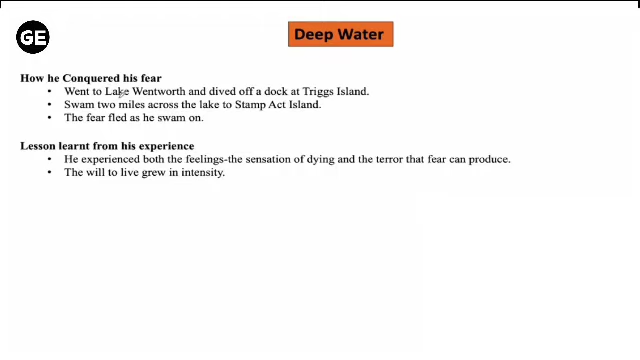 GE
Deep Water
How he Conquered his fear
• Went to Lake Wentworth and dived off a dock at Triggs Island.
• Swam two miles across the lake to Stamp Act Island.
• The fear fled as he swam on.
Lesson learnt from his experience
• He experienced both the feelings-the sensation of dying and the terror that fear can produce.
• The will to live grew in intensity.